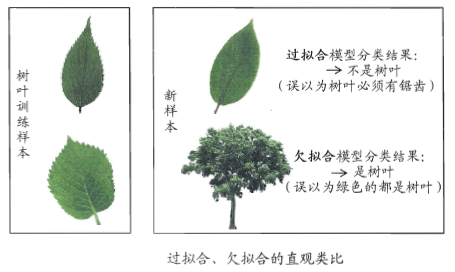 树叶训练样本
新样本
过拟合模型分类结果：
→ 不是树叶
（误以为树叶必须有锯齿）
欠拟合模型分类结果：
→ 是树叶
（误以为绿色的都是树叶）
过拟合、欠拟合的直观类比